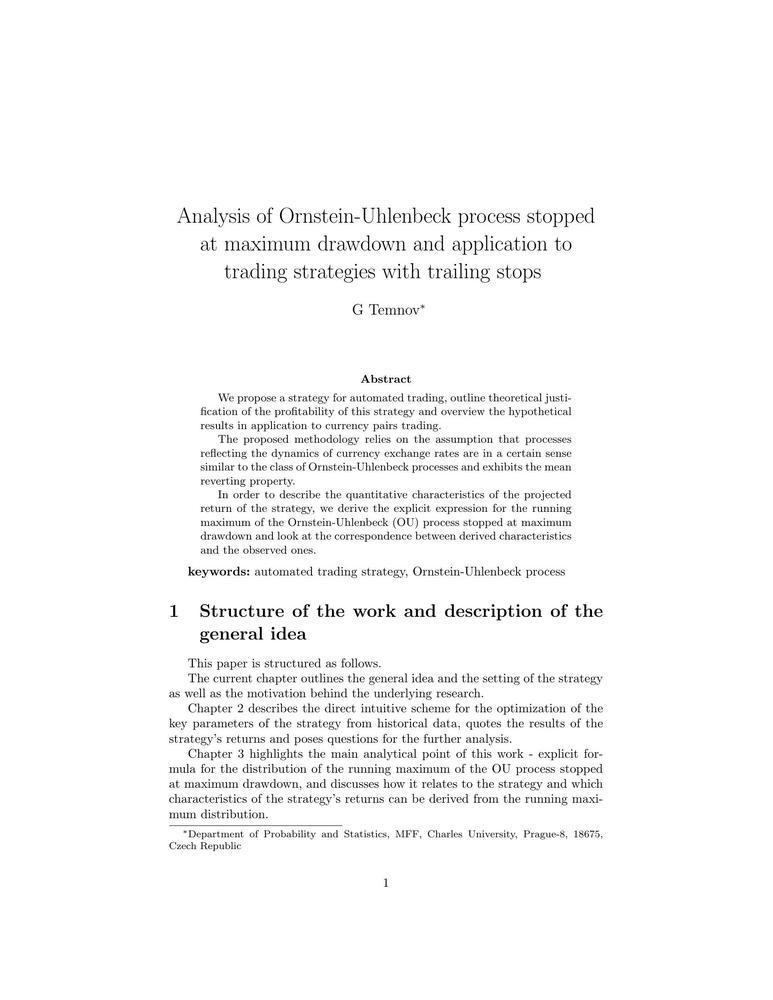 Analysis of Ornstein-Uhlenbeck process stopped
at maximum drawdown and application to
trading strategies with trailing stops
G Temnov*
Abstract
We propose a strategy for automated trading, outline theoretical justi-
fication of the profitability of this strategy and overview the hypothetical
results in application to currency pairs trading.
The proposed methodology relies on the assumption that processes
reflecting the dynamics of currency exchange rates are in a certain sense
similar to the class of Ornstein-Uhlenbeck processes and exhibits the mean
reverting property.
In order to describe the quantitative characteristics of the projected
return of the strategy, we derive the explicit expression for the running
maximum of the Ornstein-Uhlenbeck (OU) process stopped at maximum
drawdown and look at the correspondence between derived characteristics
and the observed ones.
keywords: automated trading strategy, Ornstein-Uhlenbeck process
1 Structure of the work and description of the
general idea
This paper is structured as follows.
The current chapter outlines the general idea and the setting of the strategy
as well as the motivation behind the underlying research.
Chapter 2 describes the direct intuitive scheme for the optimization of the
key parameters of the strategy from historical data, quotes the results of the
strategy's returns and poses questions for the further analysis.
Chapter 3 highlights the main analytical point of this work - explicit for-
mula for the distribution of the running maximum of the OU process stopped
at maximum drawdown, and discusses how it relates to the strategy and which
characteristics of the strategy's returns can be derived from the running maxi-
mum distribution.
*Department of Probability and Statistics, MFF, Charles University, Prague-8, 18675,
Czech Republic
1